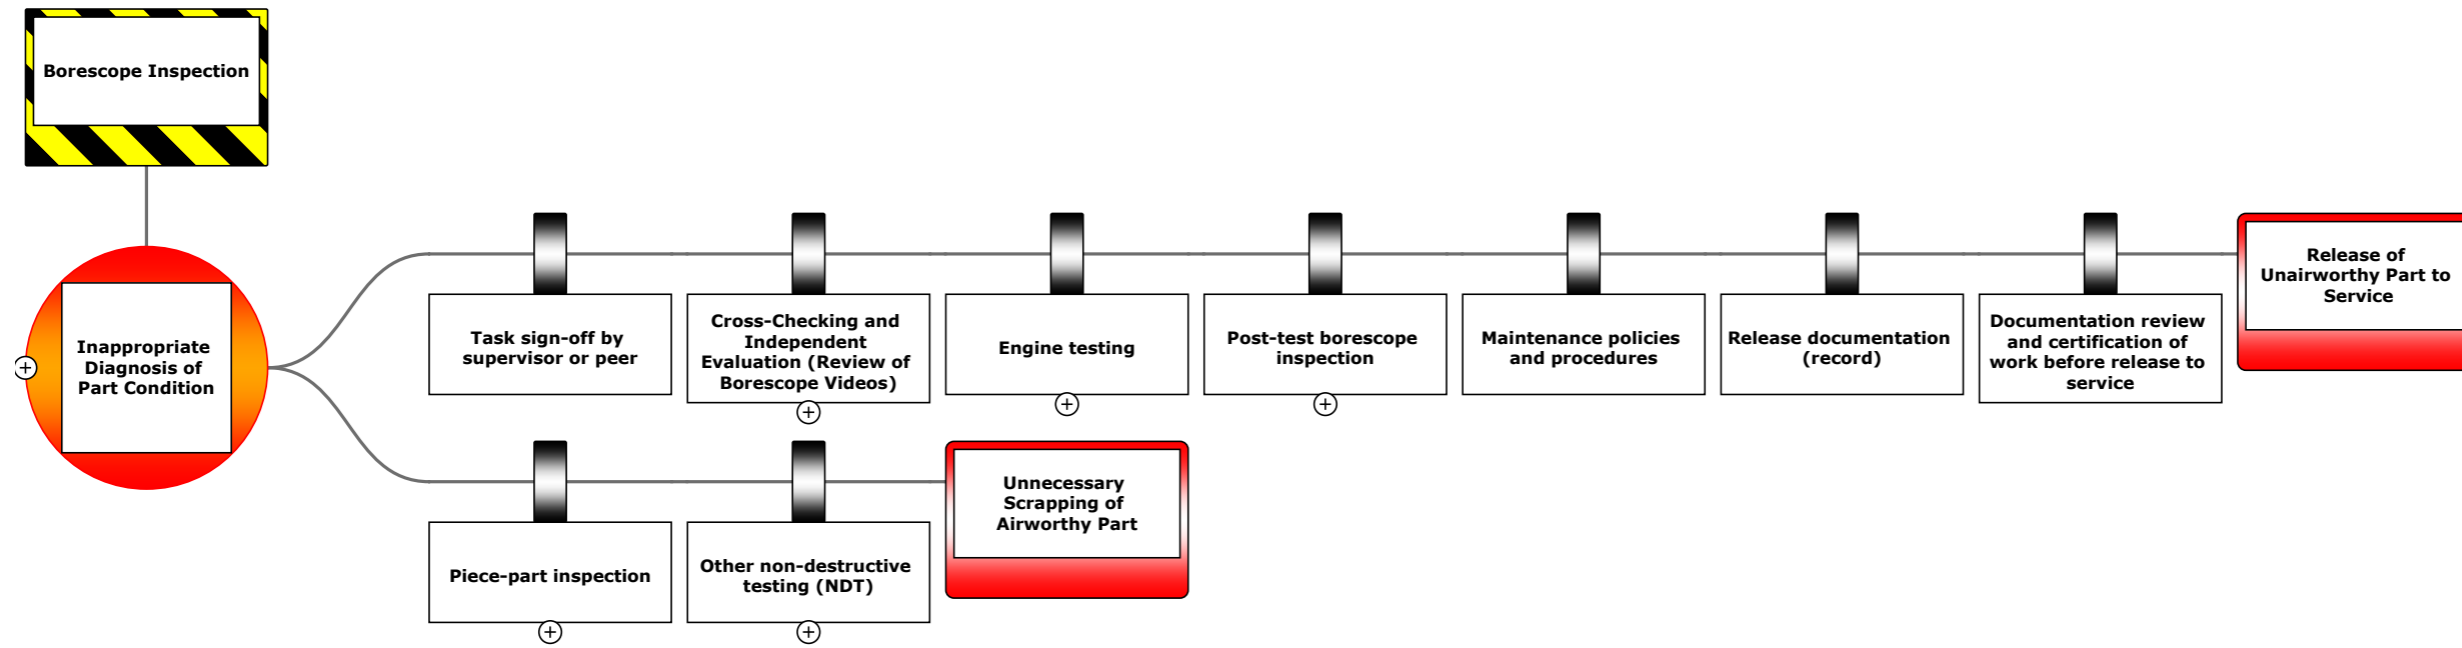 Borescope Inspection
Inappropriate
Diagnosis of
Part Condition
Task sign-off by
supervisor or peer
Cross-Checking and
Independent
Evaluation (Review of
Borescope Videos)
Engine testing
Post-test borescope
inspection
Maintenance policies
and procedures
Release documentation
(record)
Documentation review
and certification of
work before release to
service
Release of
Unairworthy Part to
Service
Piece-part inspection
Other non-destructive
testing (NDT)
Unnecessary
Scrapping of
Airworthy Part